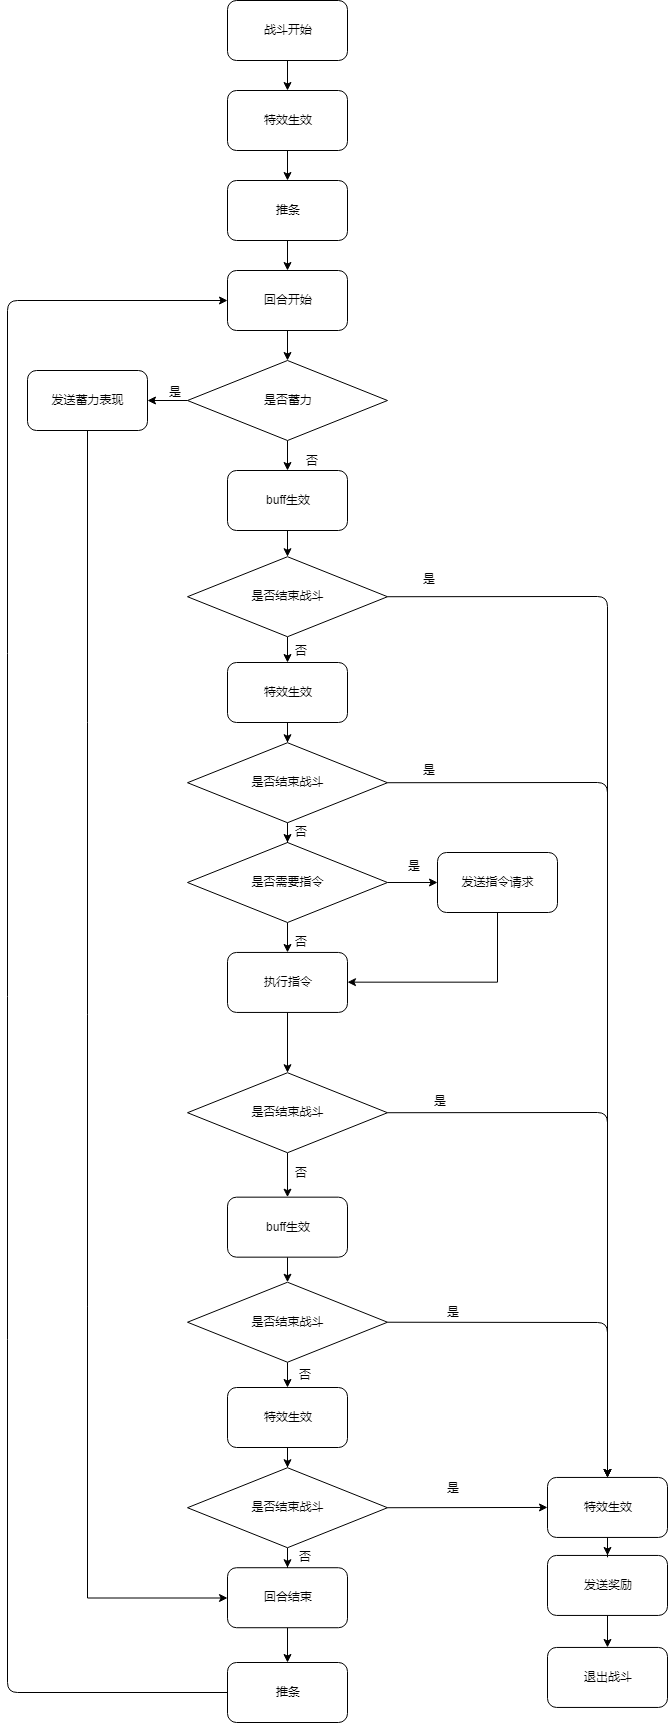 战斗开始
特效生效
推条
回合开始
是否蓄力
是
发送蓄力表现
否
buff生效
是否结束战斗
是
否
特效生效
是否结束战斗
是
否
是否需要指令
是
发送指令请求
否
执行指令
是否结束战斗
是
否
buff生效
是否结束战斗
是
否
特效生效
是否结束战斗
是
特效生效
否
回合结束
发送奖励
推条
退出战斗